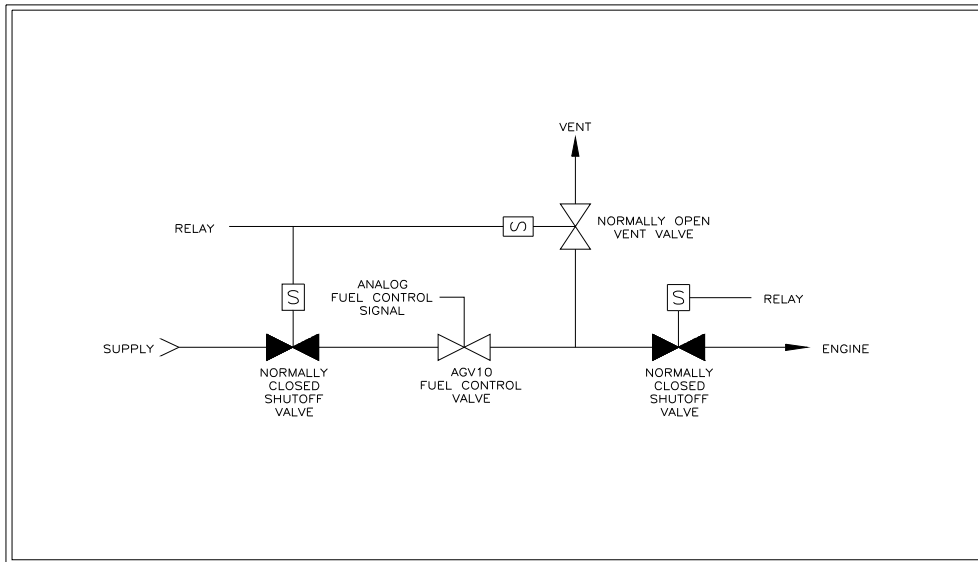 VENT
NORMALLY OPEN
VENT VALVE
RELAY
S
ANALOG
FUEL CONTROL
SIGNAL
S
S
RELAY
SUPPLY
ENGINE
NORMALLY
CLOSED
SHUTOFF
VALVE
AGV10
FUEL CONTROL
VALVE
NORMALLY
CLOSED
SHUTOFF
VALVE